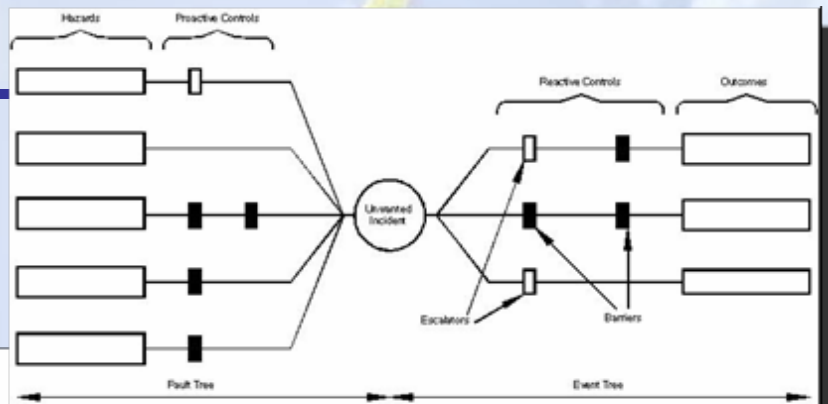 Hazards
Proactive Controls
Reactive Controls
Outcomes
Unwanted
Incident
Escalators
Barriers
Fault Tree
Event Tree